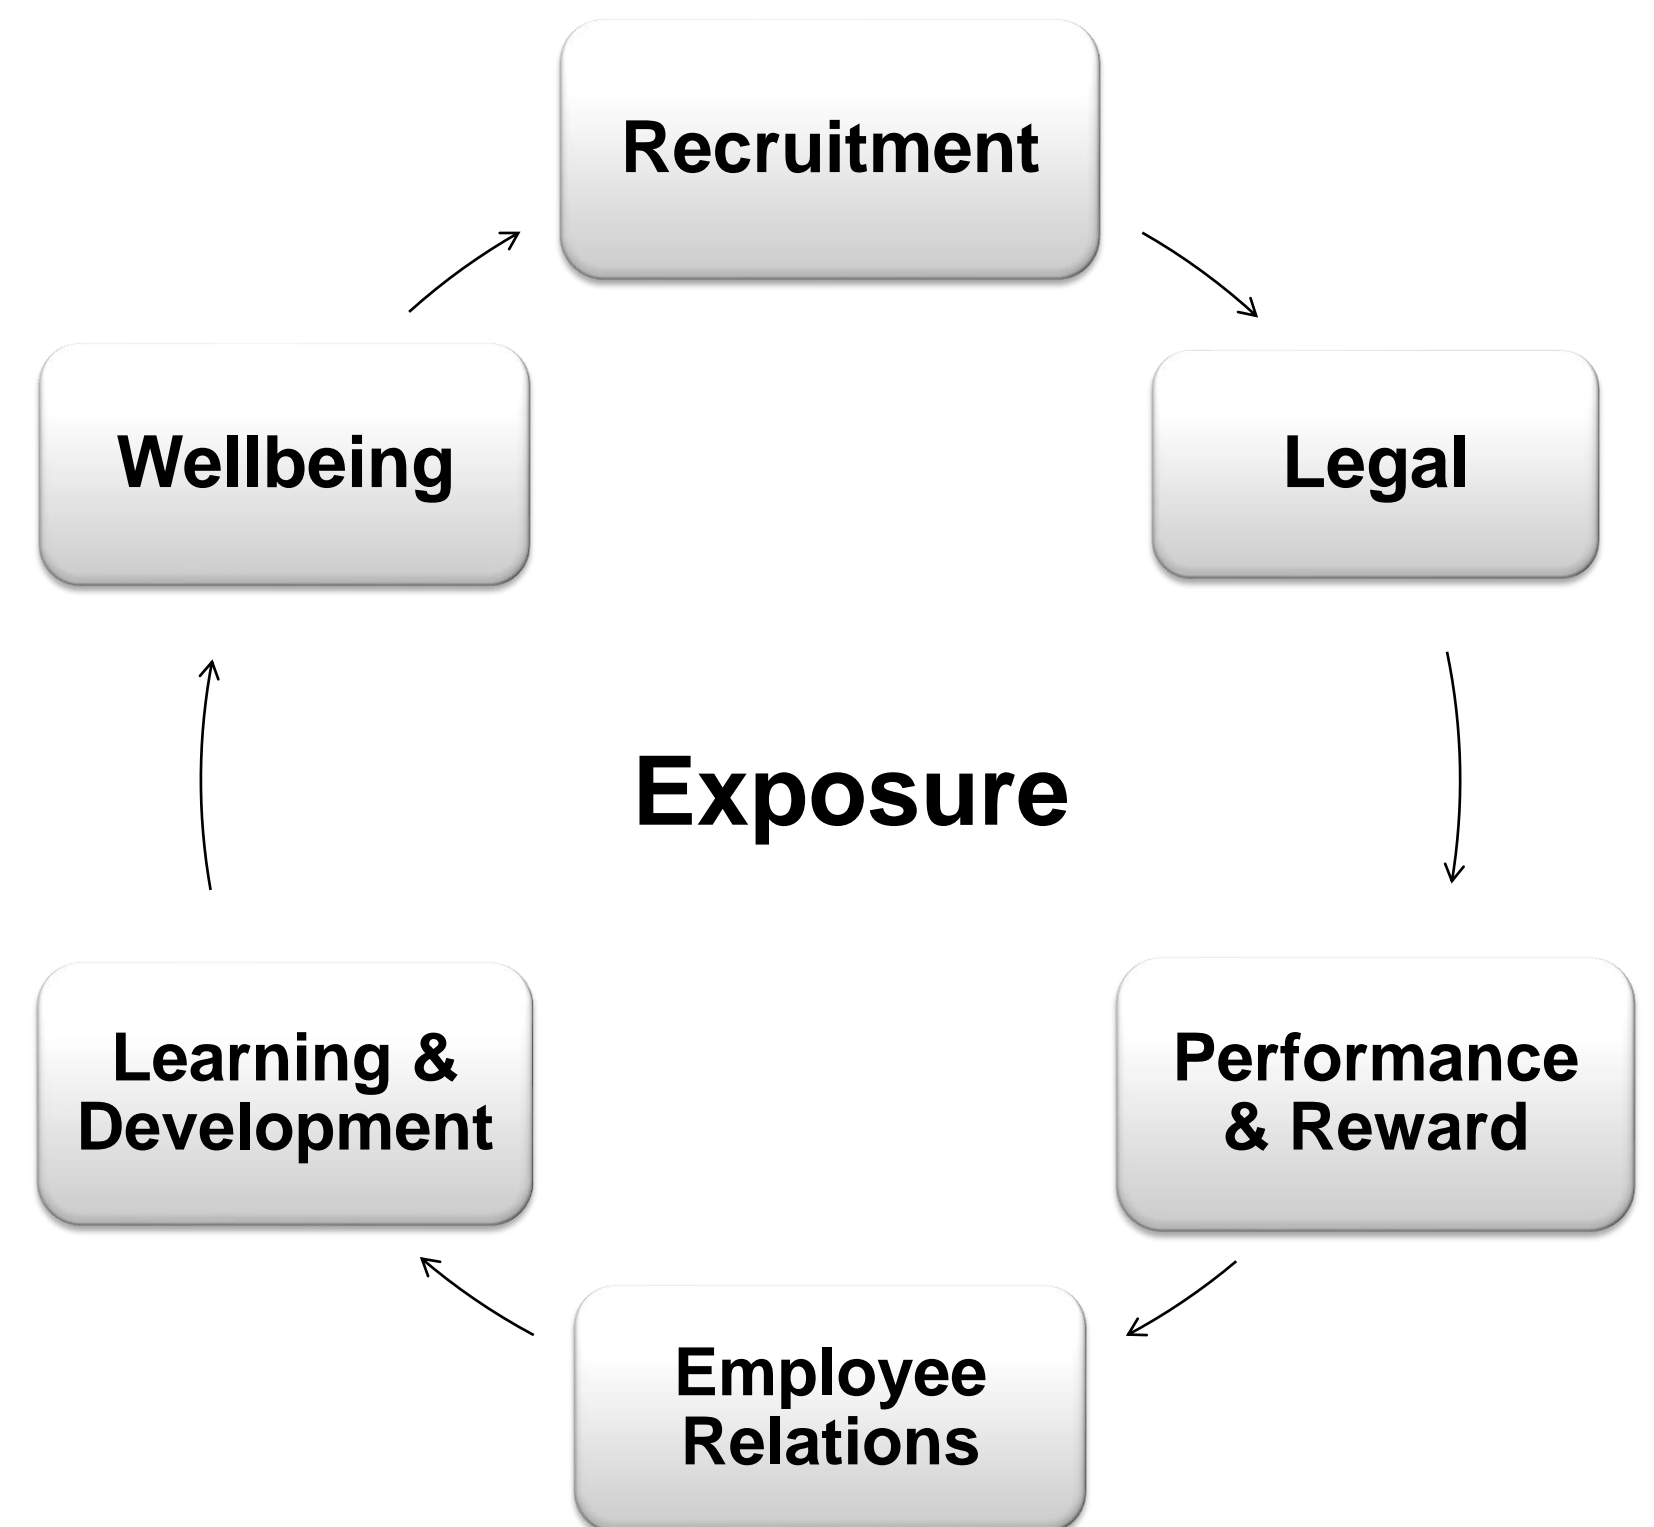 Recruitment
Legal
Performance
& Reward
Employee
Relations
Learning &
Development
Wellbeing
Exposure